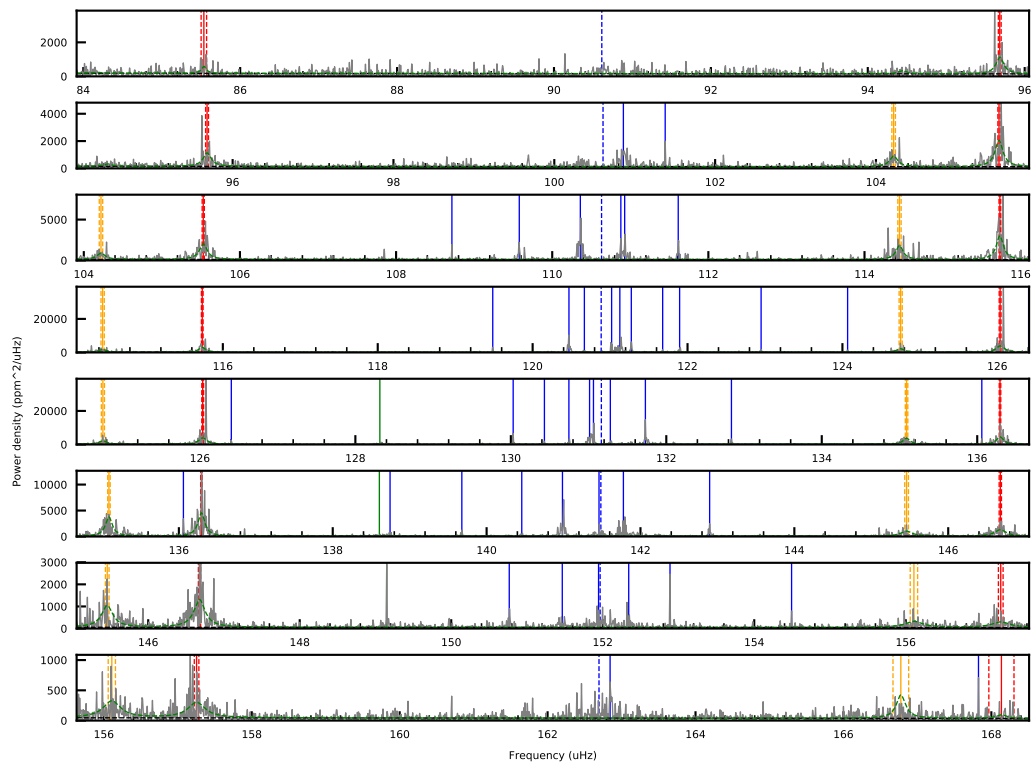 2000
0
84 86 88 90 92 94 96
4000
2000
0
96 98 100 102 104
5000
0
104 106 108 110 112 114 116
20000
0
116 118 120 122 124 126
20000
0
126 128 130 132 134 136
10000
5000
0
136 138 140 142 144 146
3000
2000
1000
0
146 148 150 152 154 156
1000
500
0
156 158 160 162 164 166 168
Power density (ppm^2/uHz)
Frequency (uHz)